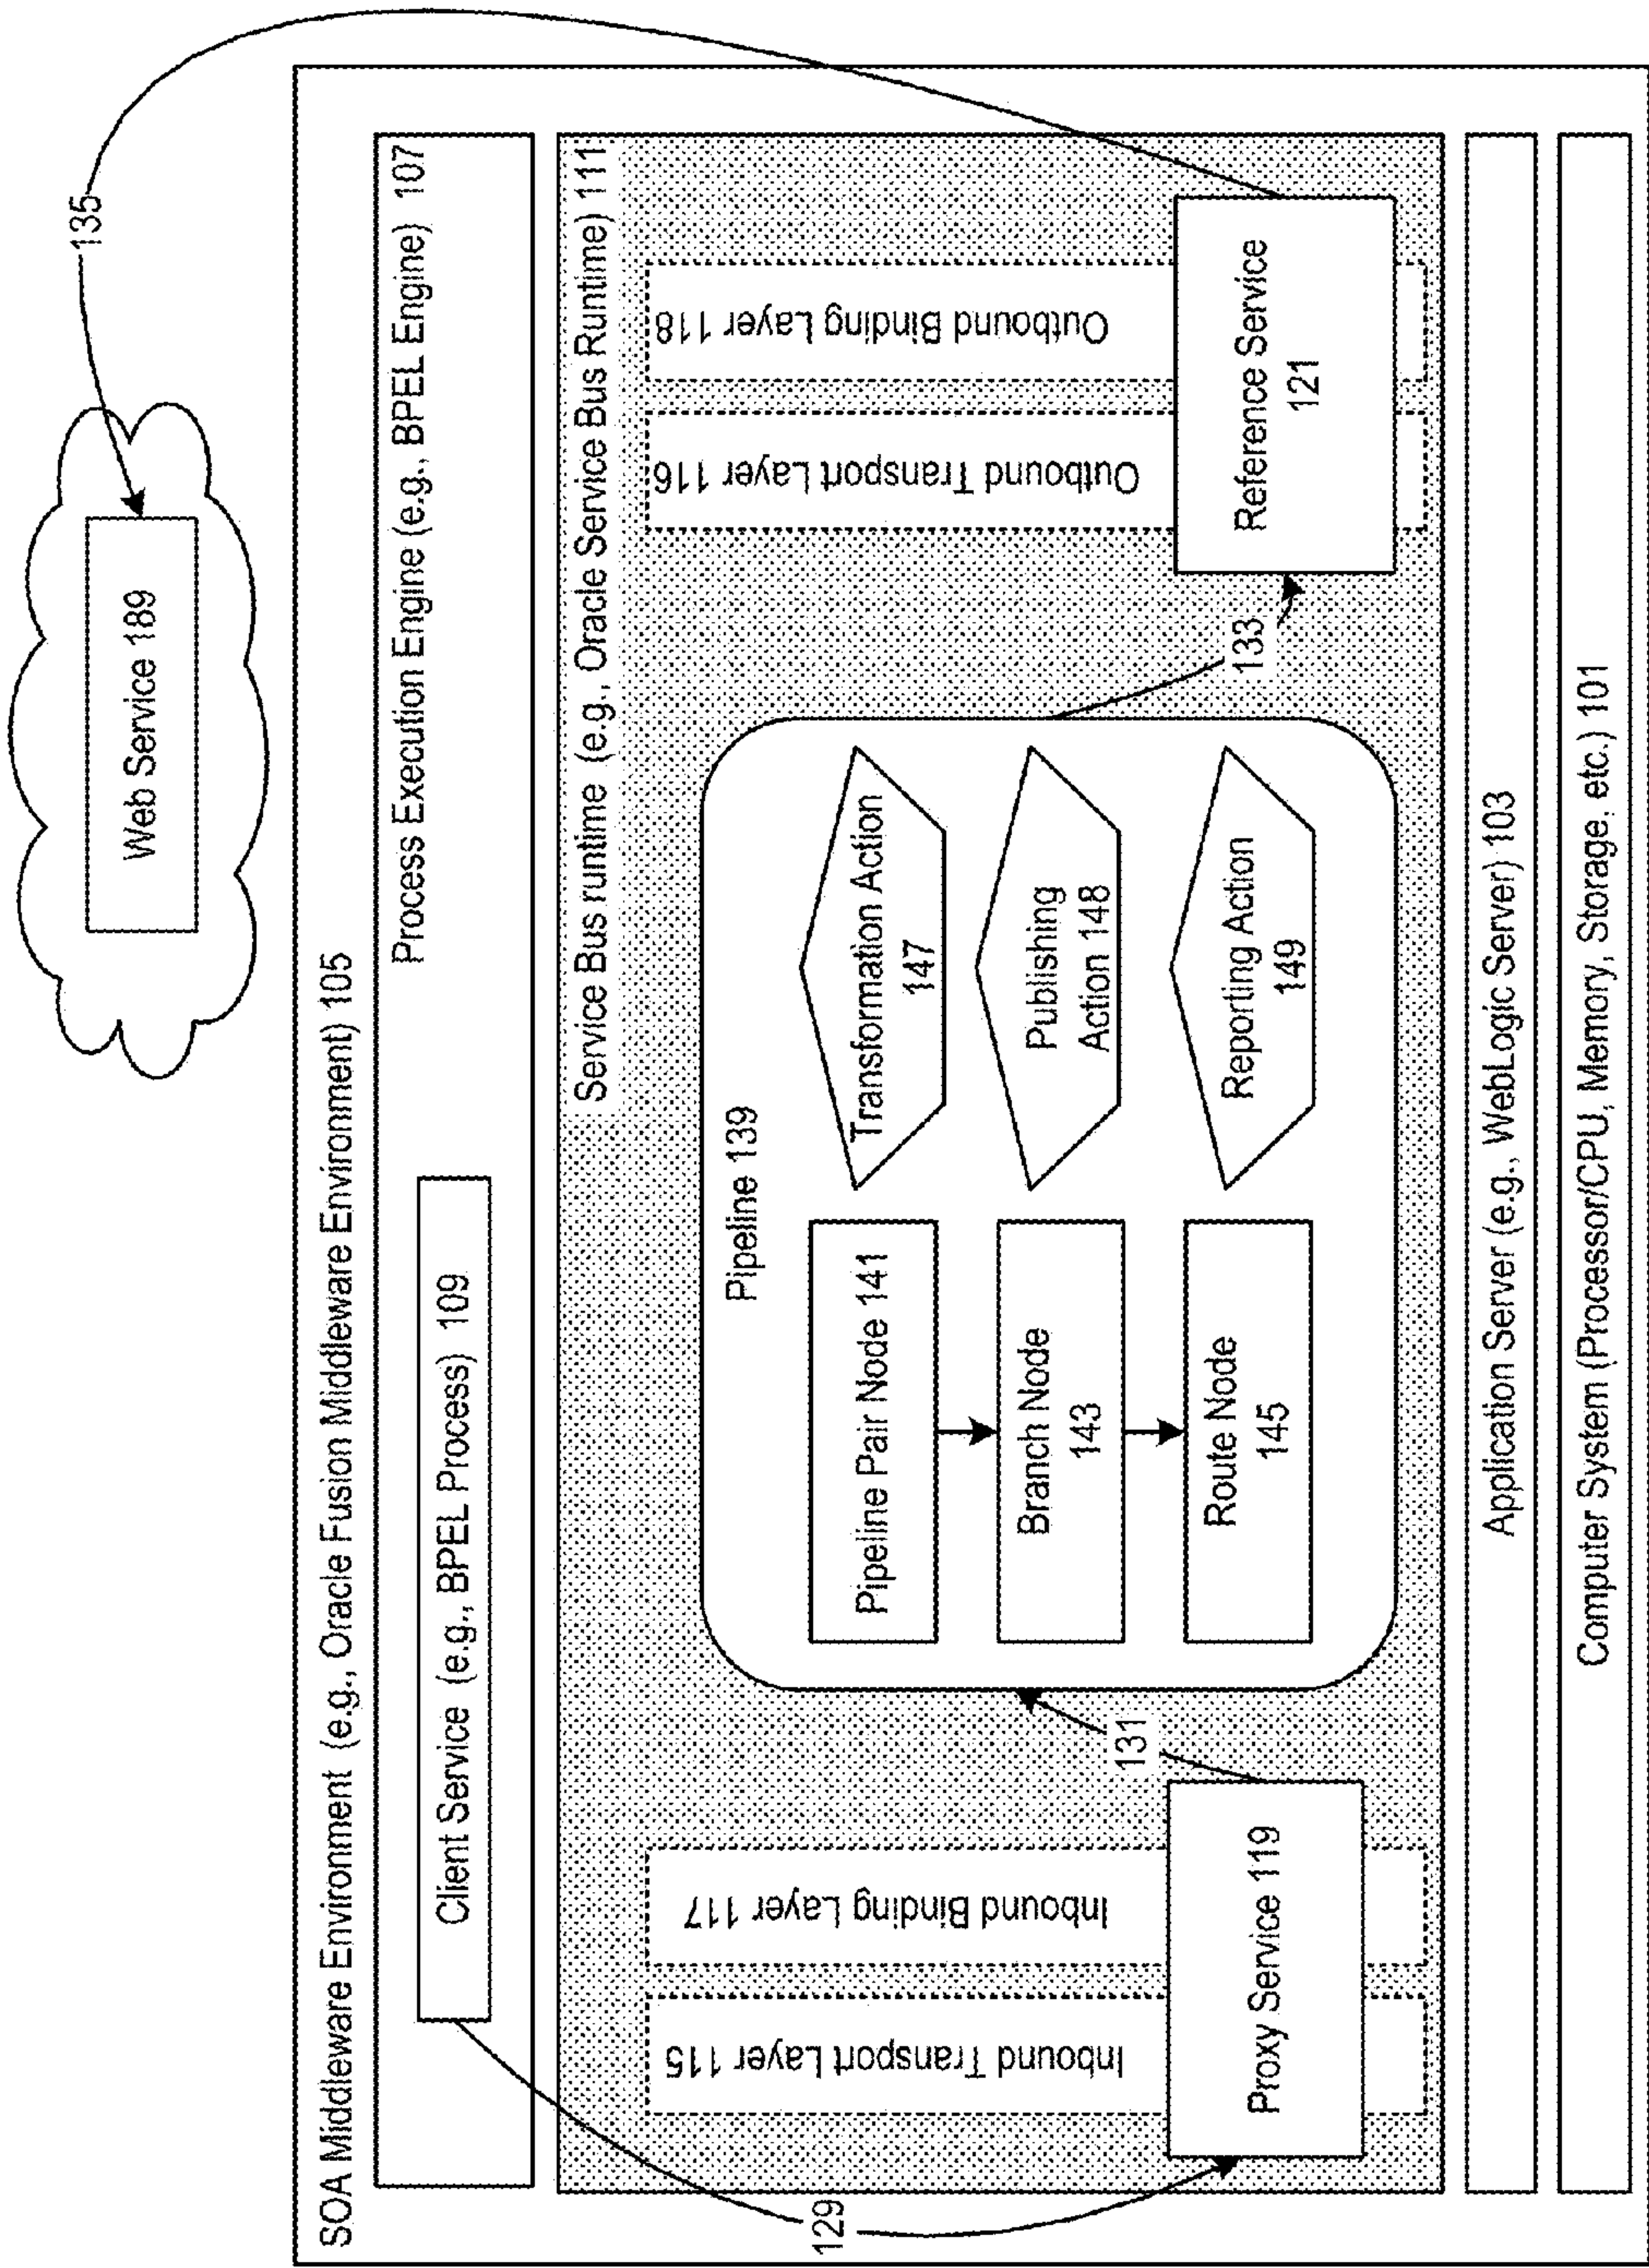 Web Service 189
135
SOA Middleware Environment (e.g., Oracle Fusion Middleware Environment) 105
Process Execution Engine (e.g., BPEL Engine) 107
Client Service (e.g., BPEL Process) 109
129
Service Bus runtime (e.g., Oracle Service Bus Runtime) 111
Inbound Transport Layer 115
Inbound Binding Layer 117
Proxy Service 119
131
Pipeline 139
Pipeline Pair Node 141
Branch Node
143
Route Node
145
Transformation Action
147
Publishing
Action 148
Reporting Action
149
133
Outbound Transport Layer 116
Outbound Binding Layer 118
Reference Service
121
Application Server (e.g., WebLogic Server) 103
Computer System (Processor/CPU, Memory, Storage, etc.) 101